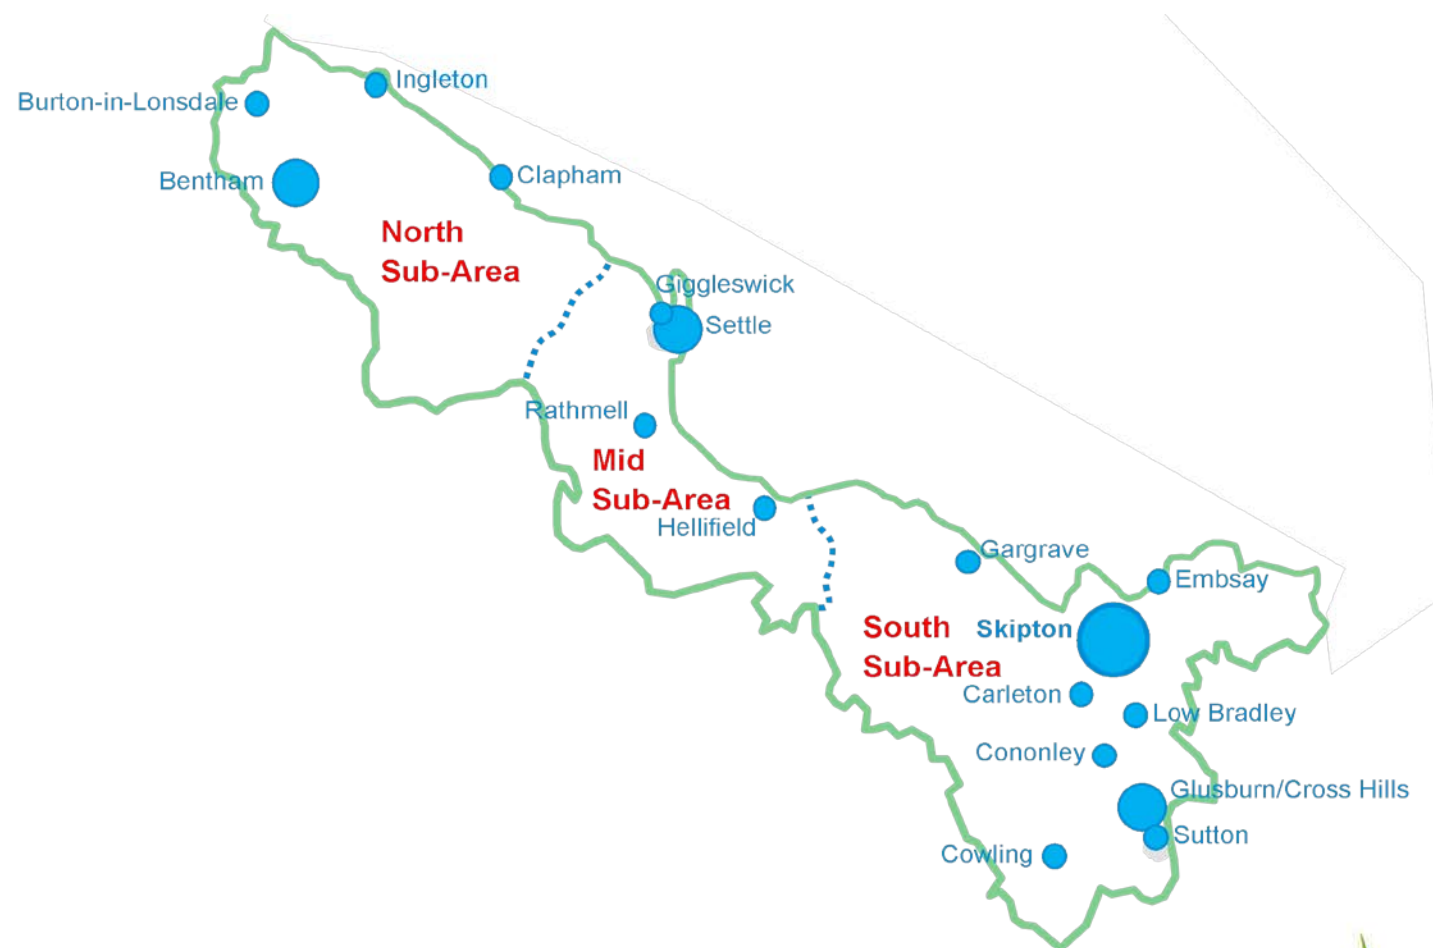 Ingleton
Burton-in-Lonsdale
Clapham
Bentham
North
Sub-Area
Giggleswick
Settle
Rathmell
Mid
Sub-Area
Hellifield
Gargrave
Embsay
South
Sub-Area
Skipton
Carleton
Low Bradley
Cononley
Glusburn/Cross Hills
Sutton
Cowling